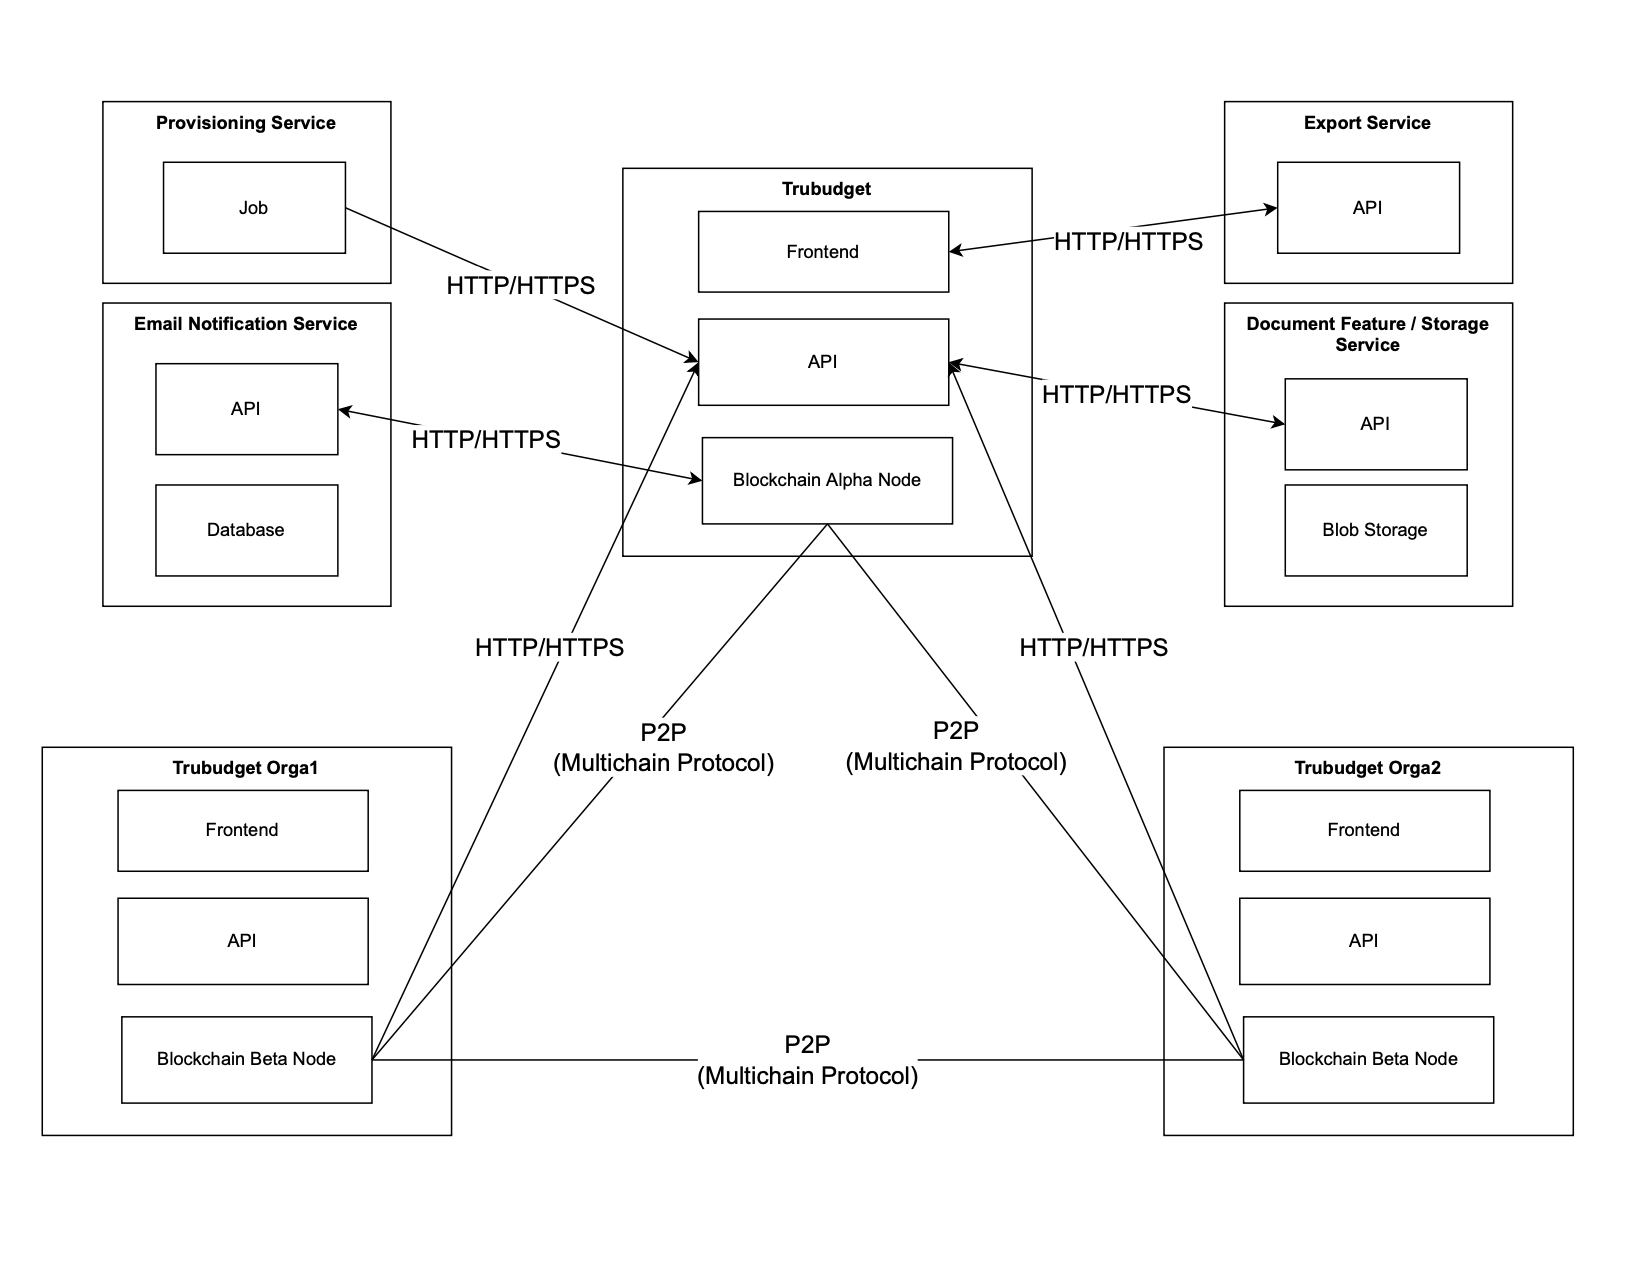 Provisioning Service
Job
HTTP/HTTPS
Email Notification Service
API
Database
HTTP/HTTPS
Trubudget
Frontend
API
Blockchain Alpha Node
Export Service
API
HTTP/HTTPS
Document Feature / Storage
Service
API
Blob Storage
HTTP/HTTPS
HTTP/HTTPS
HTTP/HTTPS
P2P
(Multichain Protocol)
P2P
(Multichain Protocol)
Trubudget Orga1
Frontend
API
Blockchain Beta Node
P2P
(Multichain Protocol)
Trubudget Orga2
Frontend
API
Blockchain Beta Node